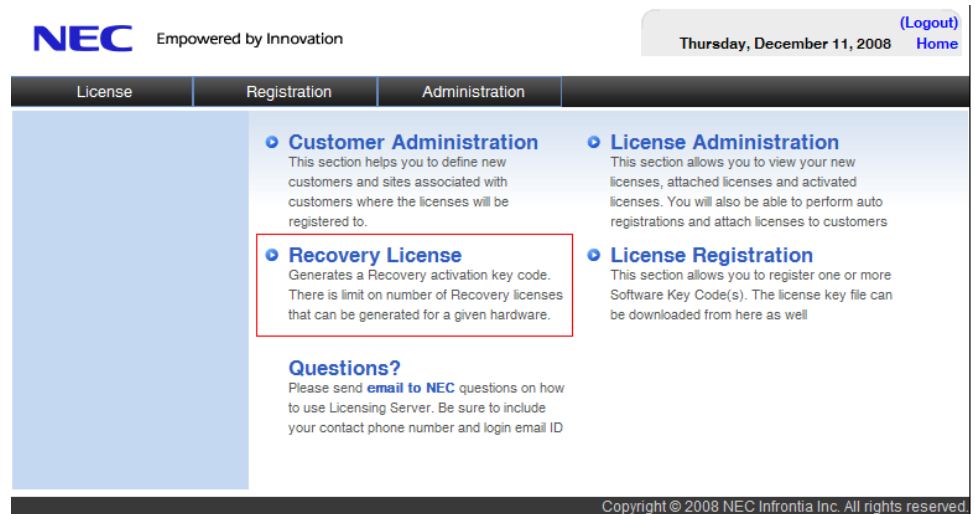 NEC Empowered by Innovation
(Logout)
Thursday, December 11, 2008 Home
License Registration Administration
Customer Administration
This section helps you to define new
customers and sites associated with
customers where the licenses will be
registered to.
License Administration
This section allows you to view your new
licenses, attached licenses and activated
licenses. You will also be able to perform auto
registrations and attach licenses to customers
Recovery License
Generates a Recovery activation key code.
There is limit on number of Recovery licenses
that can be generated for a given hardware.
License Registration
This section allows you to register one or more
Software Key Code(s). The license key file can
be downloaded from here as well
Questions?
Please send email to NEC questions on how
to use Licensing Server. Be sure to include
your contact phone number and login email ID
Copyright © 2008 NEC Infrontia Inc. All rights reserved.